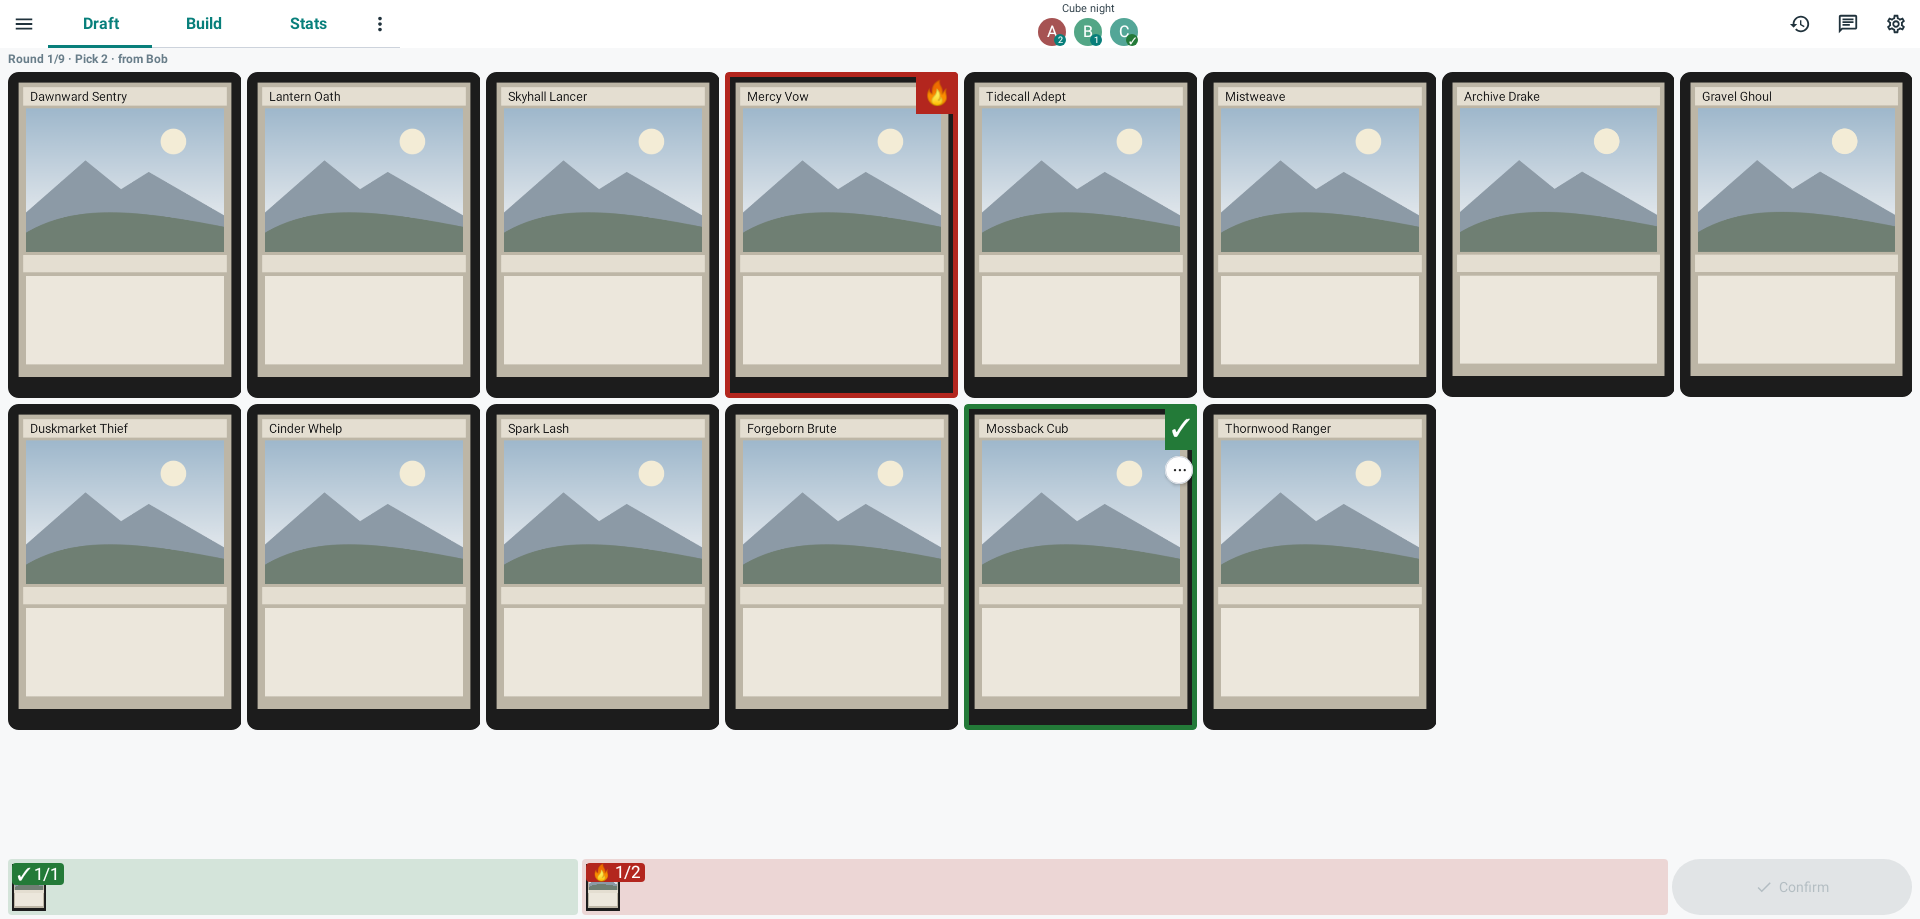 Draft Build Stats
Cube night
A 2 B 1 C ✓
Round 1/9 · Pick 2 · from Bob
Dawnward Sentry
Lantern Oath
Skyhall Lancer
Mercy Vow
Tidecall Adept
Mistweave
Archive Drake
Gravel Ghoul
Duskmarket Thief
Cinder Whelp
Spark Lash
Forgeborn Brute
Mossback Cub
Thornwood Ranger
✓ 1/1
🔥 1/2
✓ Confirm